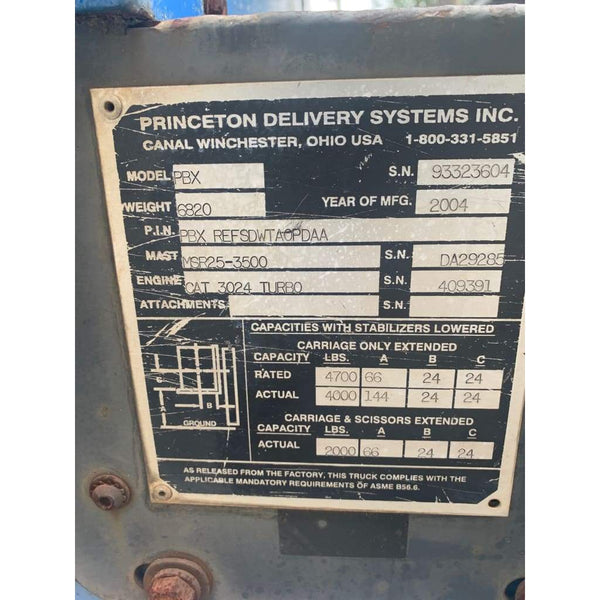 PRINCETON DELIVERY SYSTEMS INC.
CANAL WINCHESTER, OHIO USA 1-800-331-5851
MODEL PBX S.N. 93323604
WEIGHT 6820 YEAR OF MFG. 2004
P.I.N. PBX REFSDWTAOPDAA
MAST MSR25-3500 S.N. DA29285
ENGINE CAT 3024 TURBO S.N. 409391
ATTACHMENTS S.N.
CAPACITIES WITH STABILIZERS LOWERED
CARRIAGE ONLY EXTENDED
CAPACITY LBS. A B C
RATED 4700 66 24 24
ACTUAL 4000 144 24 24
CARRIAGE & SCISSORS EXTENDED
CAPACITY LBS. A B C
ACTUAL 2000 66 24 24
C
A
B
GROUND
AS RELEASED FROM THE FACTORY, THIS TRUCK COMPLIES WITH THE
APPLICABLE MANDATORY REQUIREMENTS OF ASME B56.6.